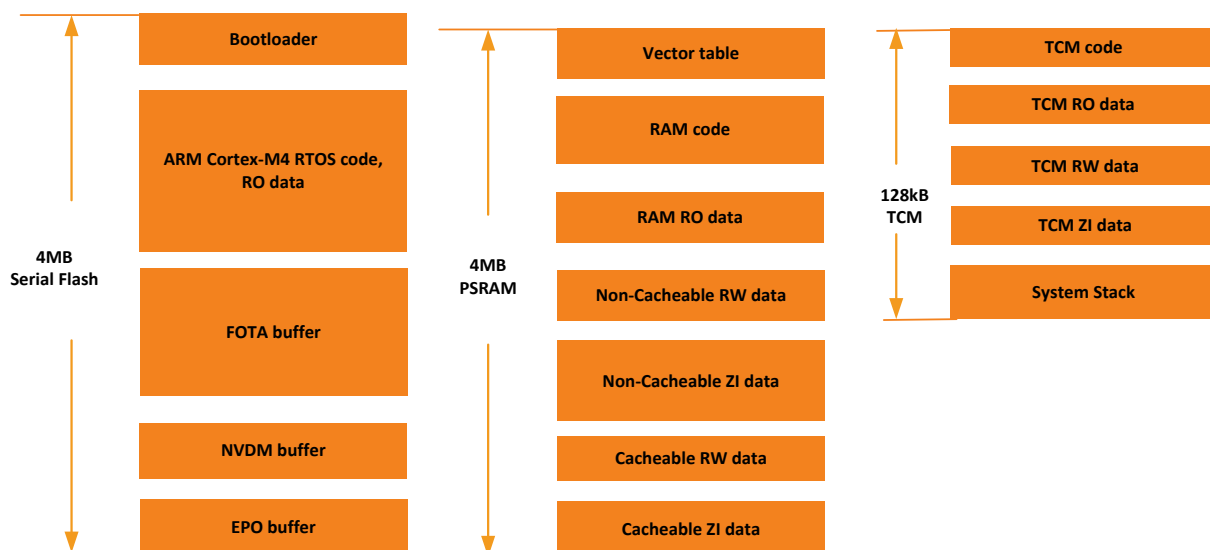 4MB
Serial Flash
Bootloader
ARM Cortex-M4 RTOS code,
RO data
FOTA buffer
NVDM buffer
EPO buffer
4MB
PSRAM
Vector table
RAM code
RAM RO data
Non-Cacheable RW data
Non-Cacheable ZI data
Cacheable RW data
Cacheable ZI data
128kB
TCM
TCM code
TCM RO data
TCM RW data
TCM ZI data
System Stack